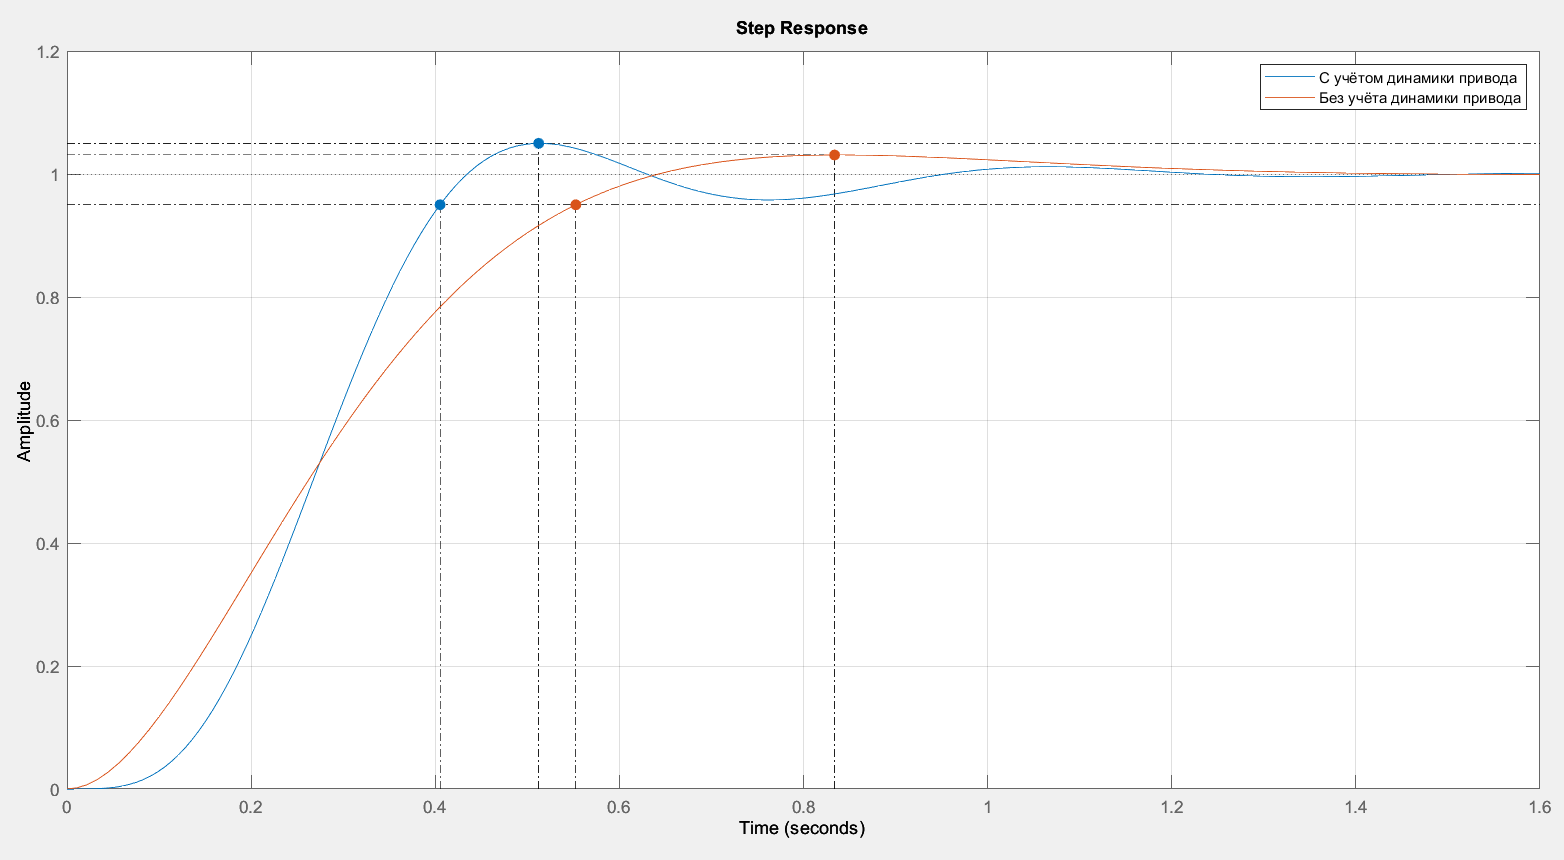 Step Response
С учётом динамики привода
Без учёта динамики привода
Amplitude
1.2
1
0.8
0.6
0.4
0.2
0
0 0.2 0.4 0.6 0.8 1 1.2 1.4 1.6
Time (seconds)